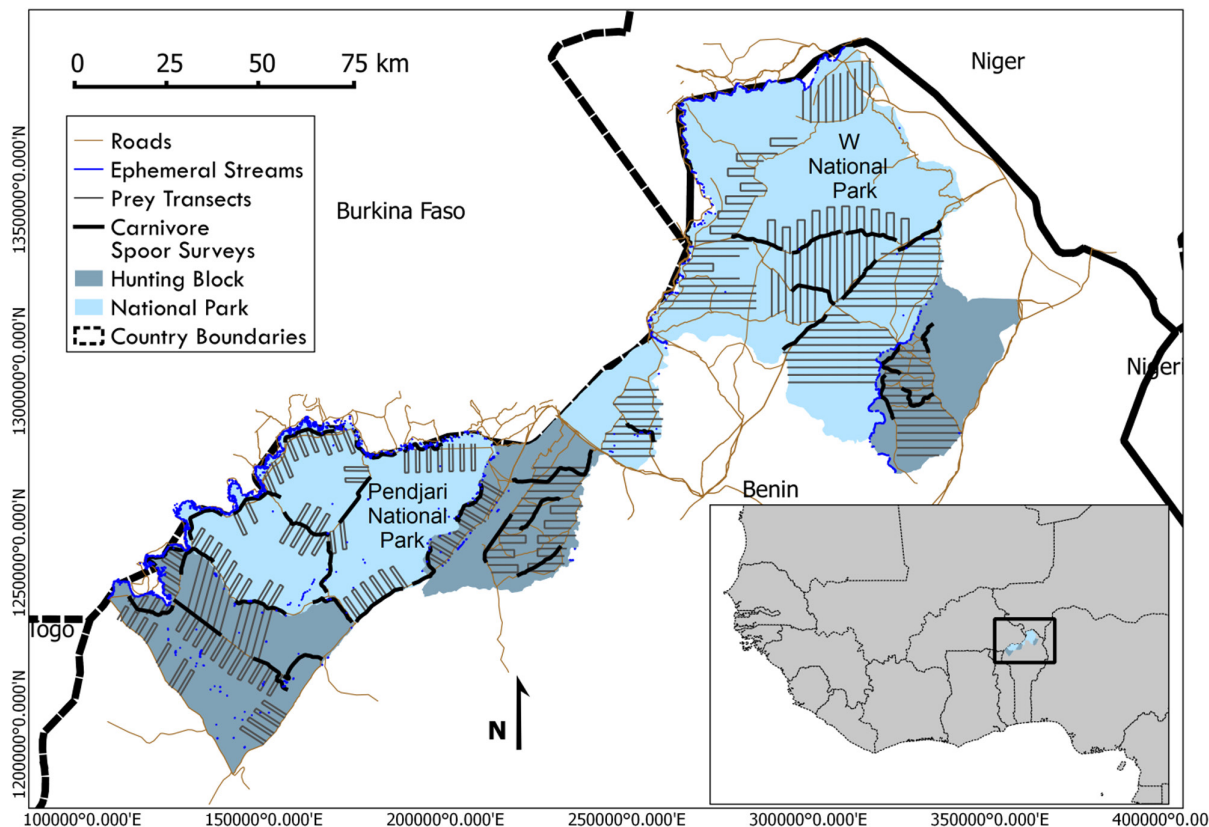 0 25 50 75 km
Roads
Ephemeral Streams
Prey Transects
Carnivore
Spoor Surveys
Hunting Block
National Park
Country Boundaries
Niger
W
National
Park
Burkina Faso
Nigeri
Benin
Pendjari
National
Park
Togo
N
1350000°0.000'N
1300000°0.000'N
1250000°0.000'N
1200000°0.000'N
100000°0.000'E 150000°0.000'E 200000°0.000'E 250000°0.000'E 300000°0.000'E 350000°0.000'E 400000°0.00